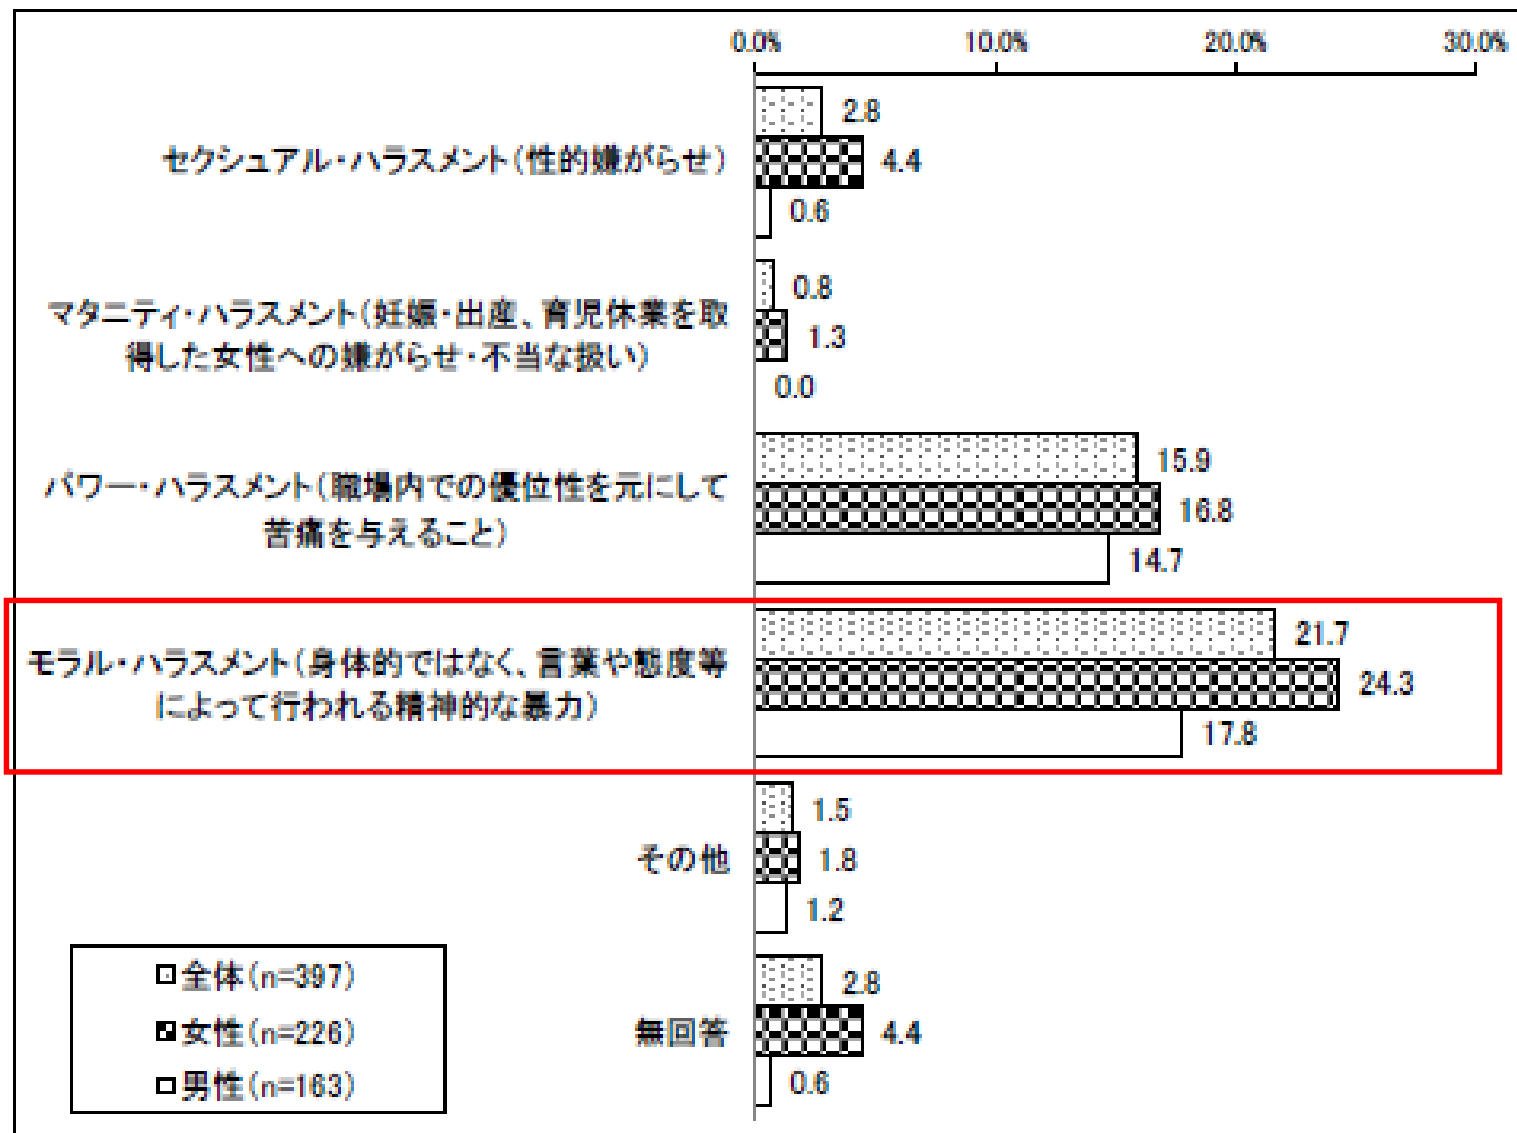 0.0%
10.0%
20.0%
30.0%
セクシュアル・ハラスメント(性的嫌がらせ)
2.8
4.4
0.6
マタニティ・ハラスメント(妊娠・出産、育児休業を取
得した女性への嫌がらせ・不当な扱い)
0.8
1.3
0.0
パワー・ハラスメント(職場内での優位性を元にして
苦痛を与えること)
15.9
16.8
14.7
モラル・ハラスメント(身体的ではなく、言葉や態度等
によって行われる精神的な暴力)
21.7
24.3
17.8
その他
1.5
1.8
1.2
無回答
2.8
4.4
0.6
全体(n=397)
女性(n=226)
男性(n=163)